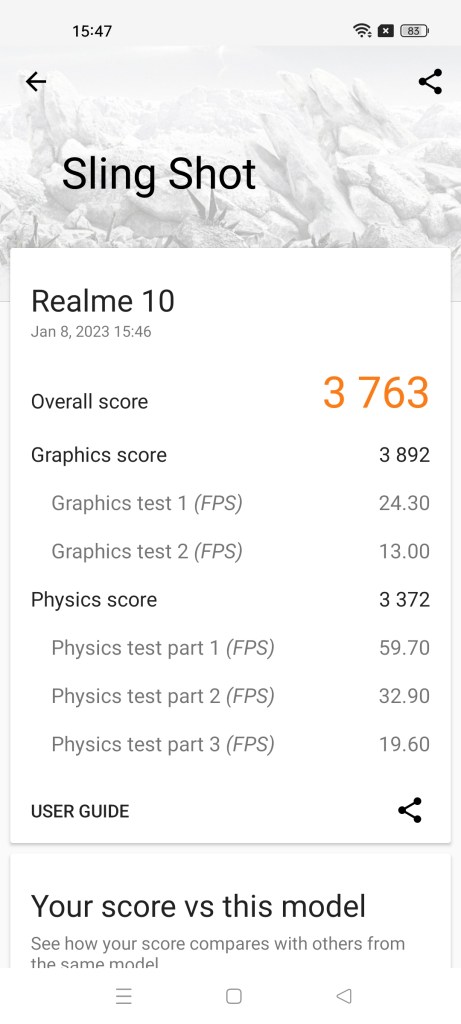 15:47
83
Sling Shot
Realme 10
Jan 8, 2023 15:46
Overall score 3 763
Graphics score 3 892
Graphics test 1 (FPS) 24.30
Graphics test 2 (FPS) 13.00
Physics score 3 372
Physics test part 1 (FPS) 59.70
Physics test part 2 (FPS) 32.90
Physics test part 3 (FPS) 19.60
USER GUIDE
Your score vs this model
See how your score compares with others from
the same model